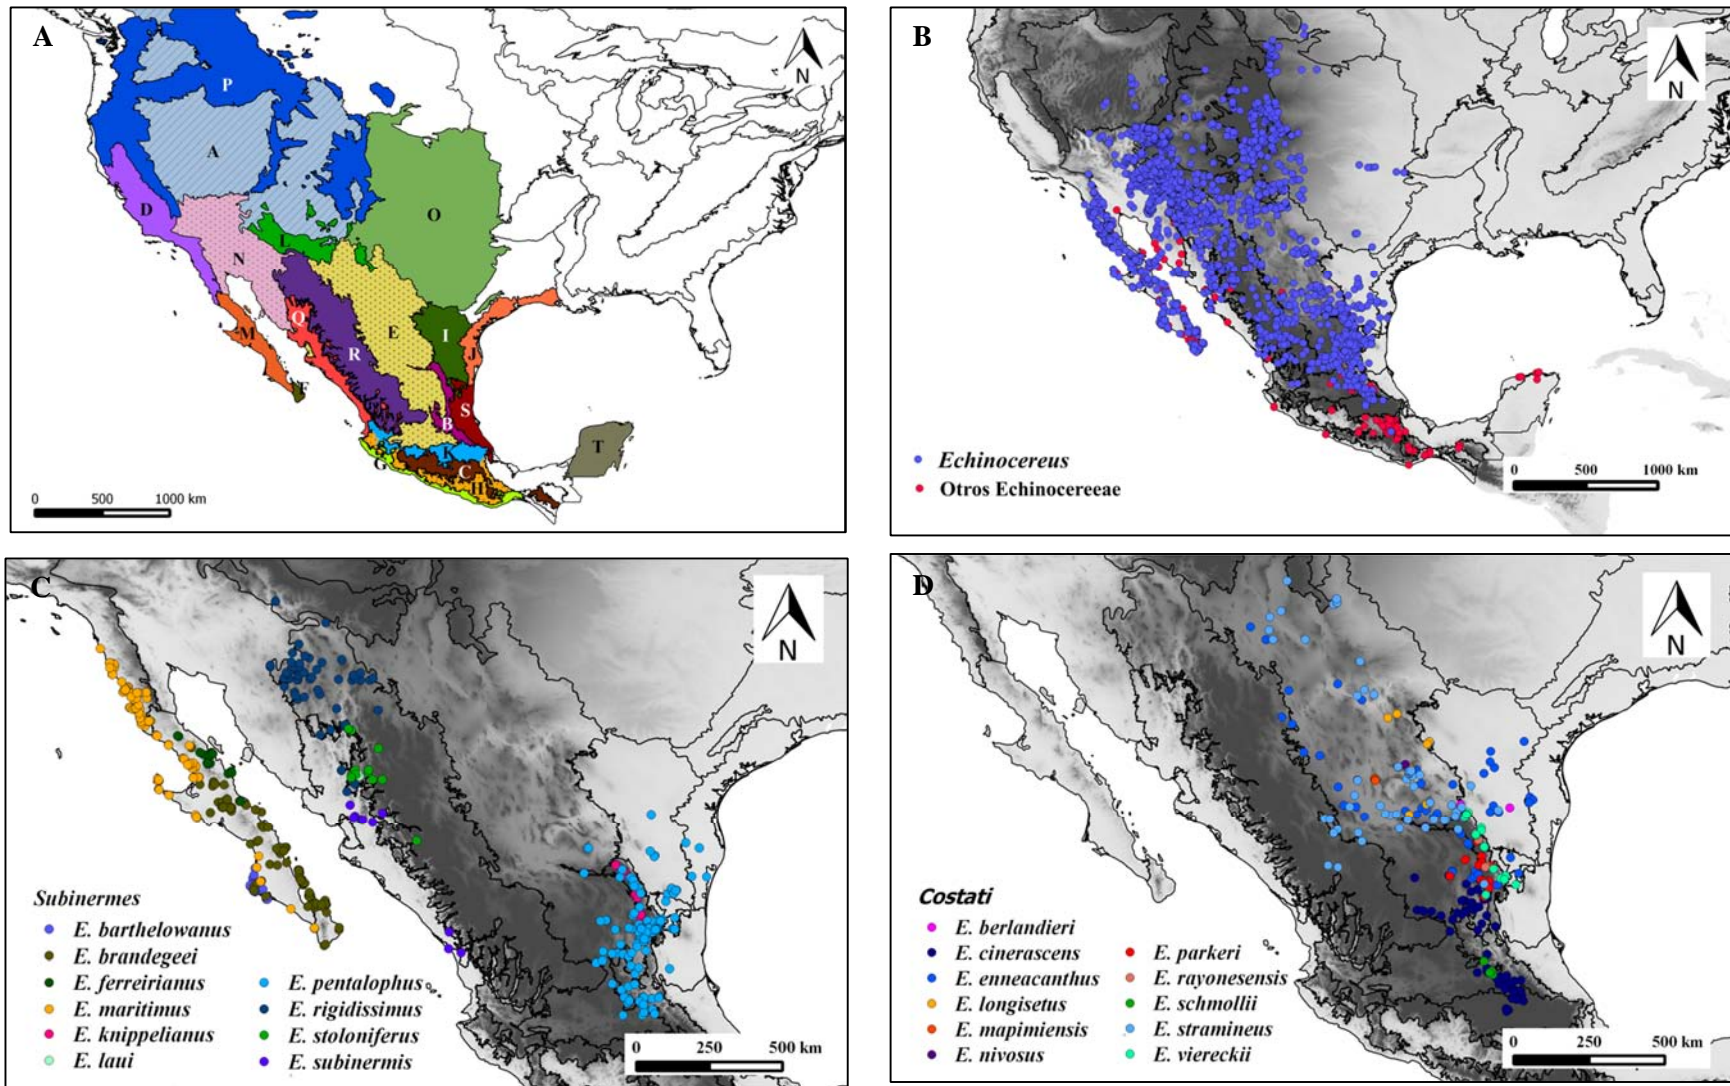 A
N
P
A
D
O
N
L
M
Q
R
E
I
J
F
S
B
K
G
C
H
T
0 500 1000 km
B
N
Echinocereus
Otros Echinocereeae
0 500 1000 km
C
N
Subinermes
E. barthelowanus
E. brandegeei
E. ferreirianus
E. maritimus
E. knippelianus
E. laui
E. pentalophus
E. rigidissimus
E. stoloniferus
E. subinermis
0 250 500 km
D
N
Costati
E. berlandieri
E. cinerascens
E. enneacanthus
E. longisetus
E. mapimiensis
E. nivosus
E. parkeri
E. rayonesensis
E. schmollii
E. stramineus
E. viereckii
0 250 500 km